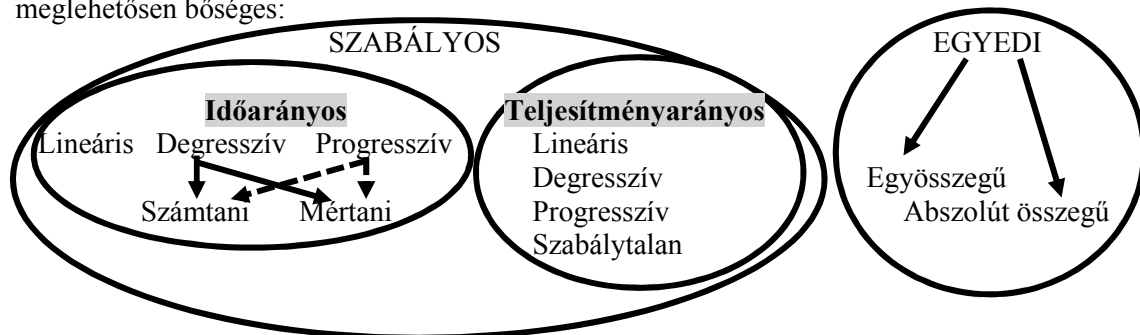 meglehetősen bőséges:
SZABÁLYOS
EGYEDI
Időarányos
Lineáris Degresszív Progresszív
Számtani Mértani
Teljesítményarányos
Lineáris
Degresszív
Progresszív
Szabálytalan
Egyösszegű
Abszolút összegű